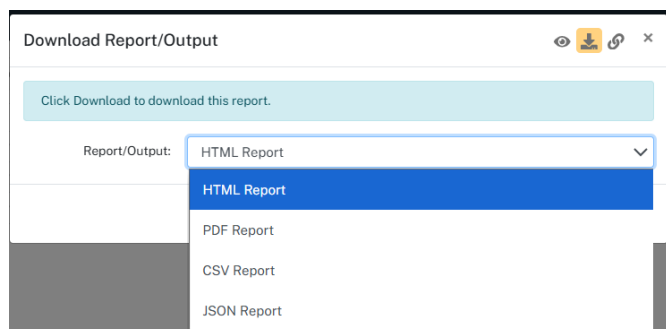 Download Report/Output
Click Download to download this report.
Report/Output: HTML Report
HTML Report
PDF Report
CSV Report
JSON Report